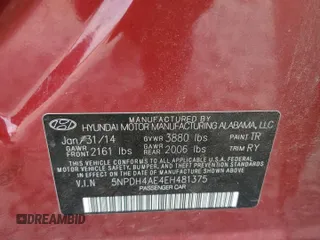 MANUFACTURED BY
HYUNDAI MOTOR MANUFACTURING ALABAMA, LLC
Jan/31/14 GVWR 3880 lbs PAINT TR
GAWR FRONT 2161 lbs GAWR REAR 2006 lbs TRIM RY
THIS VEHICLE CONFORMS TO ALL APPLICABLE
FEDERAL MOTOR VEHICLE SAFETY, BUMPER,
AND THEFT PREVENTION STANDARDS IN EFFECT
ON THE DATE OF MANUFACTURE SHOWN ABOVE.
V.I.N 5NPDH4AE4EH481375
PASSENGER CAR
DREAMBID